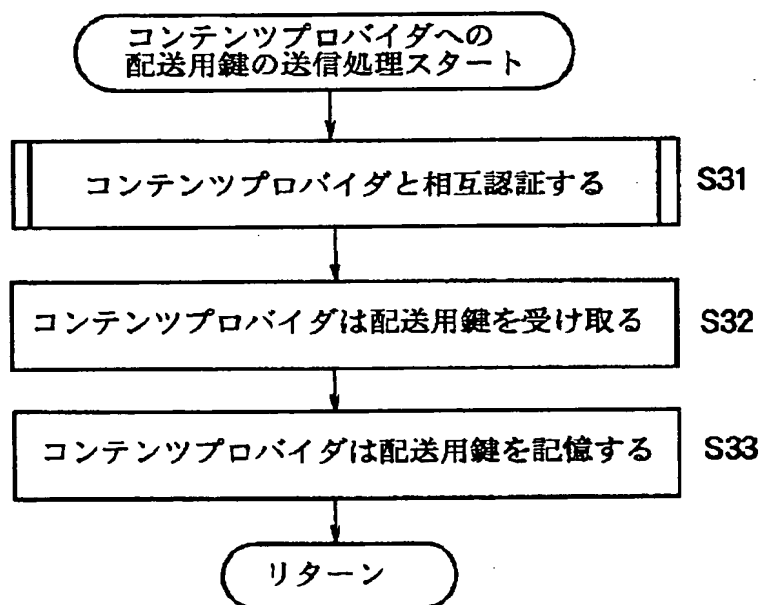 コンテンツプロバイダへの
配送用鍵の送信処理スタート
コンテンツプロバイダと相互認証する S31
コンテンツプロバイダは配送用鍵を受け取る S32
コンテンツプロバイダは配送用鍵を記憶する S33
リターン